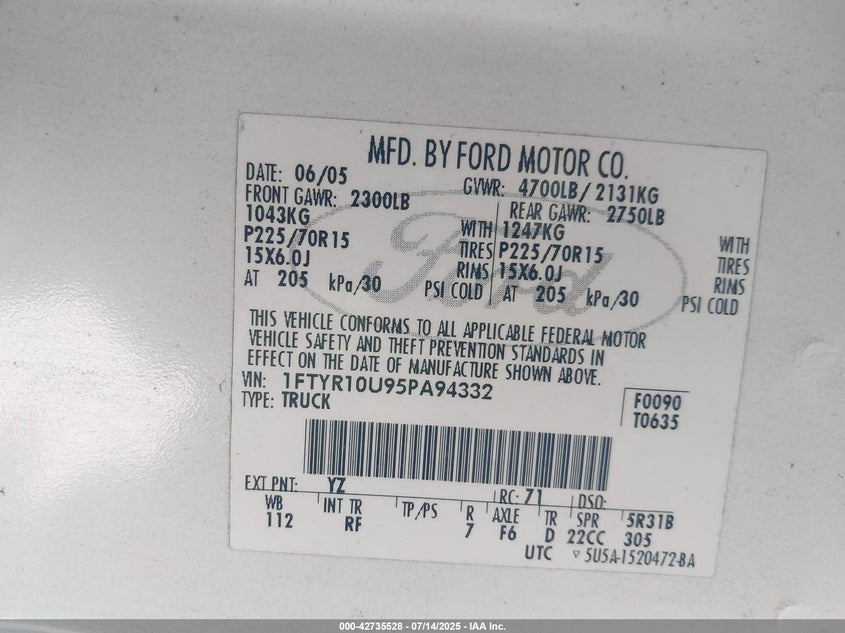 MFD. BY FORD MOTOR CO.
DATE: 06/05 GVWR: 4700LB / 2131KG
FRONT GAWR: 2300LB REAR GAWR: 2750LB
1043KG WITH 1247KG WITH
P225/70R15 TIRES P225/70R15 TIRES
15X6.0J RIMS 15X6.0J RIMS
AT 205 kPa/30 PSI COLD AT 205 kPa/30 PSI COLD
Ford
THIS VEHICLE CONFORMS TO ALL APPLICABLE FEDERAL MOTOR
VEHICLE SAFETY AND THEFT PREVENTION STANDARDS IN
EFFECT ON THE DATE OF MANUFACTURE SHOWN ABOVE.
VIN: 1FTYR10U95PA94332
TYPE: TRUCK
F0090
T0635
EXT PNT: YZ RC: 71 DSO:
WB INT TR TP/PS R AXLE TR SPR 5R31B
112 RF 7 F6 D 22CC 305
UTC ▽ 5U5A-1520472-BA
000-42735528 - 07/14/2025 - IAA Inc.